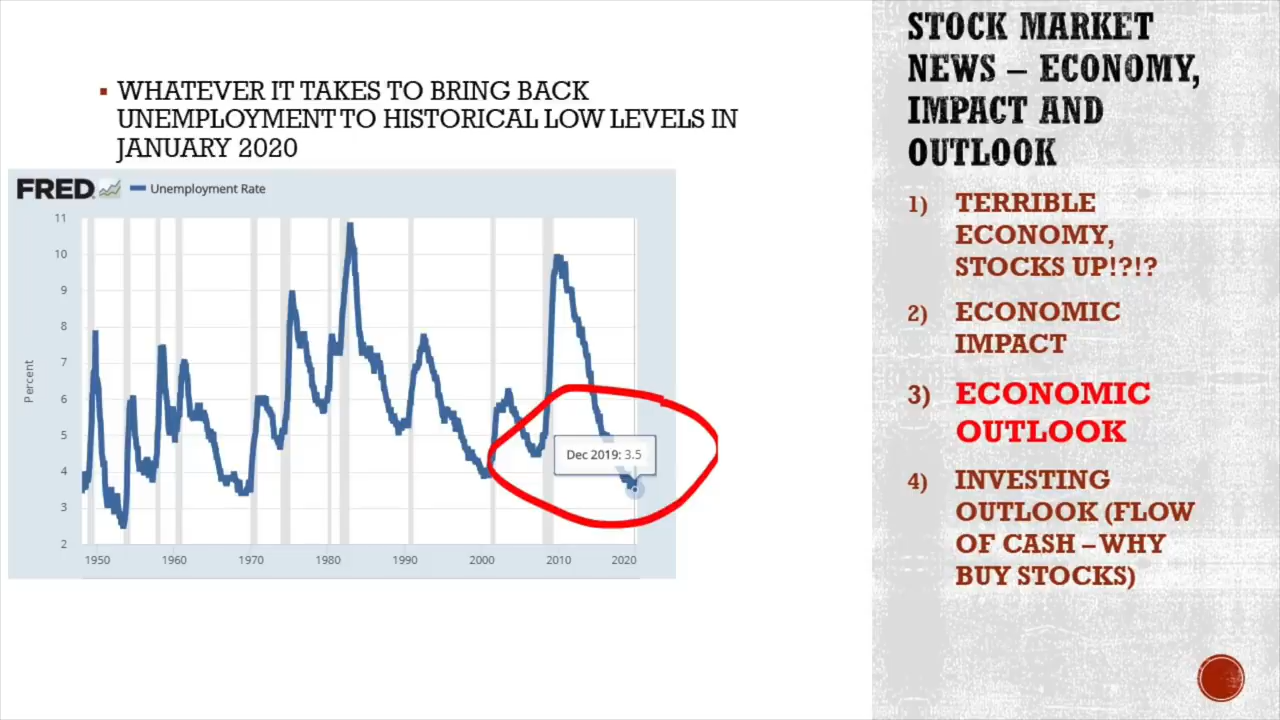 WHATEVER IT TAKES TO BRING BACK
UNEMPLOYMENT TO HISTORICAL LOW LEVELS IN
JANUARY 2020
FRED Unemployment Rate
11
10
9
8
7
6
5
4
3
2
Percent
Dec 2019: 3.5
1950 1960 1970 1980 1990 2000 2010 2020
STOCK MARKET
NEWS – ECONOMY,
IMPACT AND
OUTLOOK
1) TERRIBLE
ECONOMY,
STOCKS UP!?!?
2) ECONOMIC
IMPACT
3) ECONOMIC
OUTLOOK
4) INVESTING
OUTLOOK (FLOW
OF CASH – WHY
BUY STOCKS)